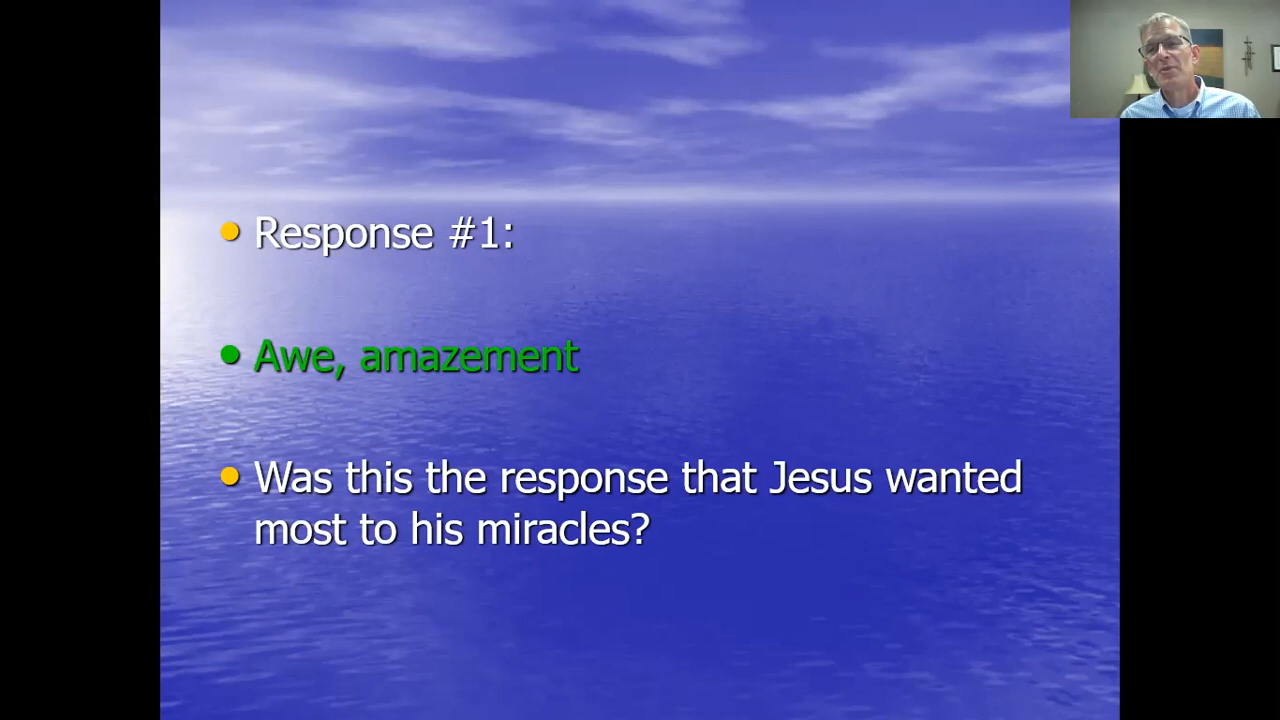 Response #1:
Awe, amazement
Was this the response that Jesus wanted
most to his miracles?